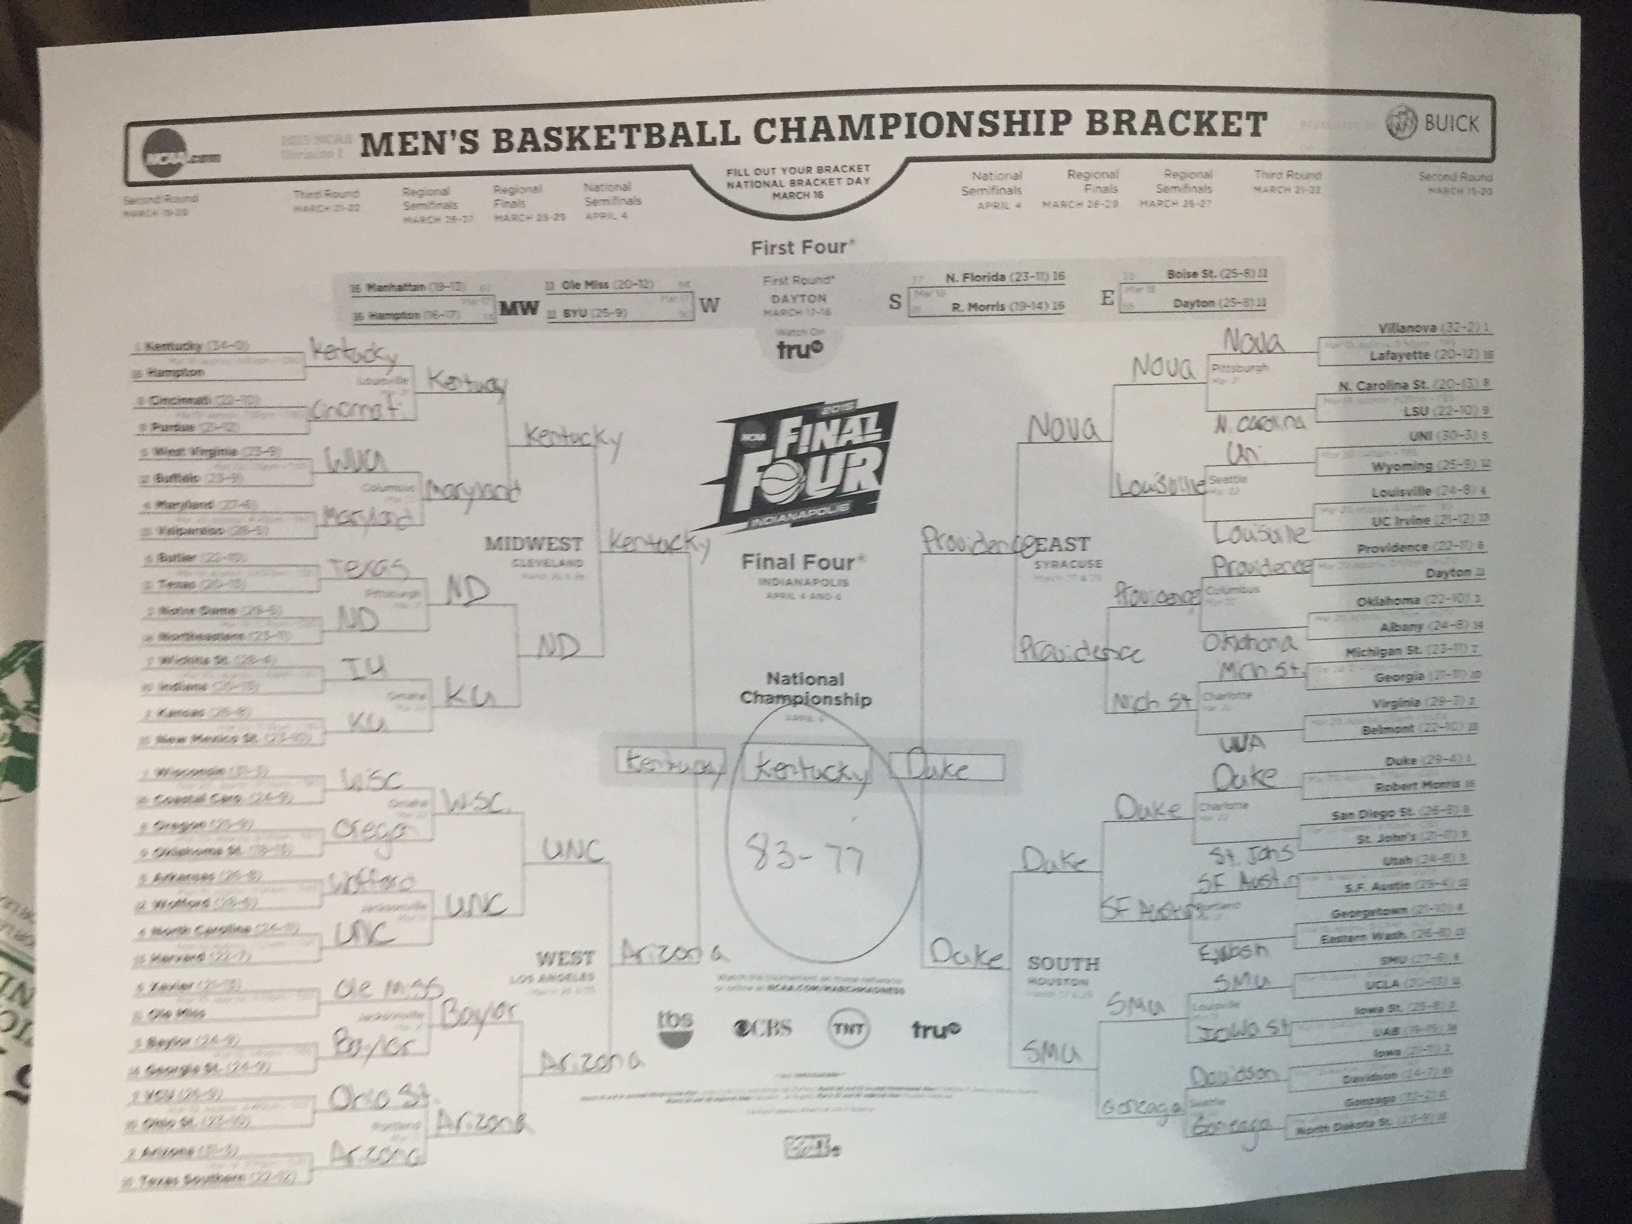 NCAA.com
2015 NCAA
Division I
MEN'S BASKETBALL CHAMPIONSHIP BRACKET
BUICK
FILL OUT YOUR BRACKET
NATIONAL BRACKET DAY
MARCH 16
Second Round
MARCH 19-20
Third Round
MARCH 21-22
Regional
Semifinals
MARCH 26-27
Regional
Finals
MARCH 28-29
National
Semifinals
APRIL 4
National
Semifinals
APRIL 4
Regional
Finals
MARCH 28-29
Regional
Semifinals
MARCH 26-27
Third Round
MARCH 21-22
Second Round
MARCH 19-20
First Four®
16 Manhattan (19-13)
16 Hampton (16-17)
MW
11 Ole Miss (20-12)
11 BYU (25-9)
W
First Round®
DAYTON
MARCH 17-18
S
N. Florida (23-11) 16
R. Morris (19-14) 16
E
Boise St. (25-8) 11
Dayton (25-8) 11
Watch On
tru
1 Kentucky (34-0)
16 Hampton
8 Cincinnati (22-10)
9 Purdue (21-12)
5 West Virginia (23-9)
12 Buffalo (23-9)
4 Maryland (27-6)
13 Valparaiso (28-5)
6 Butler (22-10)
11 Texas (20-13)
3 Notre Dame (29-5)
14 Northeastern (23-11)
7 Wichita St. (28-4)
10 Indiana (20-13)
2 Kansas (26-8)
15 New Mexico St. (23-10)
Kentucky
Cncnnati
WVU
Maryland
Texas
ND
IU
KU
Louisville
Columbus
Pittsburgh
Omaha
Kentucky
Maryland
ND
KU
Kentucky
ND
Kentucky
MIDWEST
CLEVELAND
1 Wisconsin (31-3)
16 Coastal Caro. (24-9)
8 Oregon (25-9)
9 Oklahoma St. (18-13)
5 Arkansas (26-8)
12 Wofford (28-6)
4 North Carolina (24-11)
13 Harvard (22-7)
6 Xavier (21-13)
11 Ole Miss
3 Baylor (24-9)
14 Georgia St. (24-9)
7 VCU (26-9)
10 Ohio St. (23-10)
2 Arizona (31-3)
15 Texas Southern (22-12)
Wisc
Oregon
Wofford
UNC
Ole Miss
Baylor
Ohio St.
Arizona
Omaha
Jacksonville
Jacksonville
Portland
Wisc.
UNC
Baylor
Arizona
UNC
Arizona
Arizona
WEST
LOS ANGELES
2015
NCAA
FINAL
FOUR
INDIANAPOLIS
Final Four®
INDIANAPOLIS
APRIL 4 AND 6
National
Championship
APRIL 6
Kentucky
Kentucky
Duke
83-77
NCAA.COM/MARCHMADNESS
tbs
CBS
TNT
tru
Villanova (32-2) 1
Lafayette (20-12) 16
N. Carolina St. (20-13) 8
LSU (22-10) 9
UNI (30-3) 5
Wyoming (25-9) 12
Louisville (24-8) 4
UC Irvine (21-12) 13
Providence (22-11) 6
Dayton 11
Oklahoma (22-10) 3
Albany (24-8) 14
Michigan St. (23-11) 7
Georgia (21-11) 10
Virginia (29-3) 2
Belmont (22-10) 15
Nova
N. Carolina
Uni
Louisville
Providence
Oklahoma
Mich St.
UVA
Pittsburgh
Seattle
Columbus
Charlotte
Nova
Louisville
Providence
Mich St
Nova
Providence
Providence
EAST
SYRACUSE
Duke (29-4) 1
Robert Morris 16
San Diego St. (26-8) 8
St. John's (21-11) 9
Utah (24-8) 5
S.F. Austin (29-4) 12
Georgetown (21-10) 4
Eastern Wash. (26-8) 13
SMU (27-6) 6
UCLA (20-13) 11
Iowa St. (25-8) 3
UAB (19-15) 14
Iowa (21-11) 7
Davidson (24-7) 10
Gonzaga (32-2) 2
North Dakota St. (23-9) 15
Duke
St. Johns
SF Austin
E. Wash
SMU
Iowa St
Davidson
Gonzaga
Charlotte
Portland
Louisville
Seattle
Duke
SF Austin
SMU
Gonzaga
Duke
SMU
Duke
SOUTH
HOUSTON